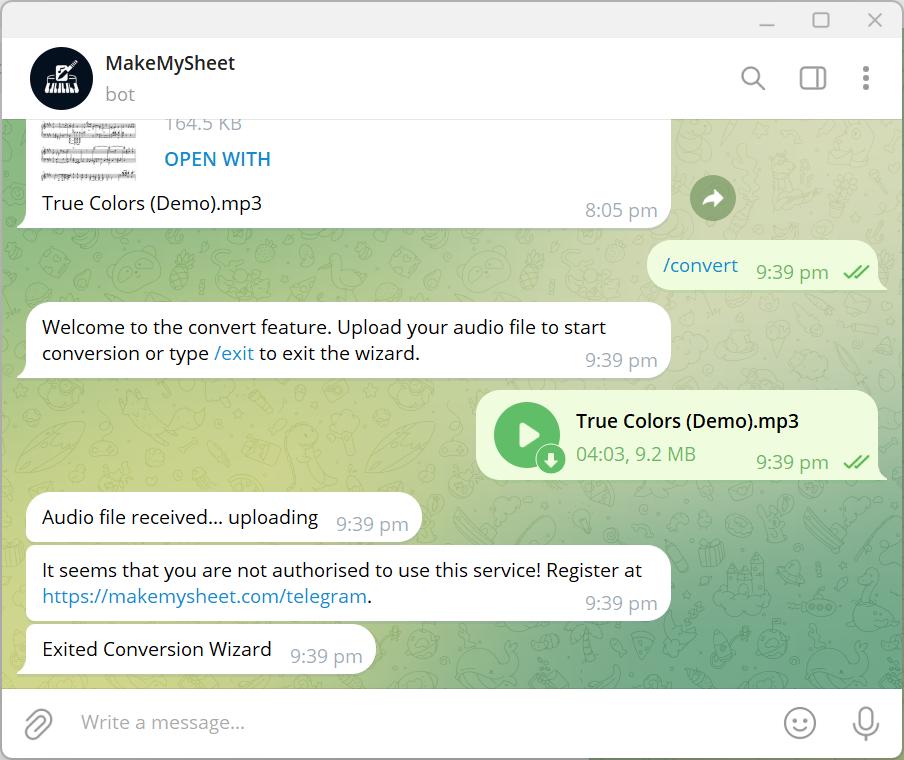 MakeMySheet
bot
164.5 KB
OPEN WITH
True Colors (Demo).mp3
8:05 pm
/convert 9:39 pm
Welcome to the convert feature. Upload your audio file to start
conversion or type /exit to exit the wizard.
9:39 pm
True Colors (Demo).mp3
04:03, 9.2 MB 9:39 pm
Audio file received... uploading 9:39 pm
It seems that you are not authorised to use this service! Register at
https://makemysheet.com/telegram.
9:39 pm
Exited Conversion Wizard 9:39 pm
Write a message...